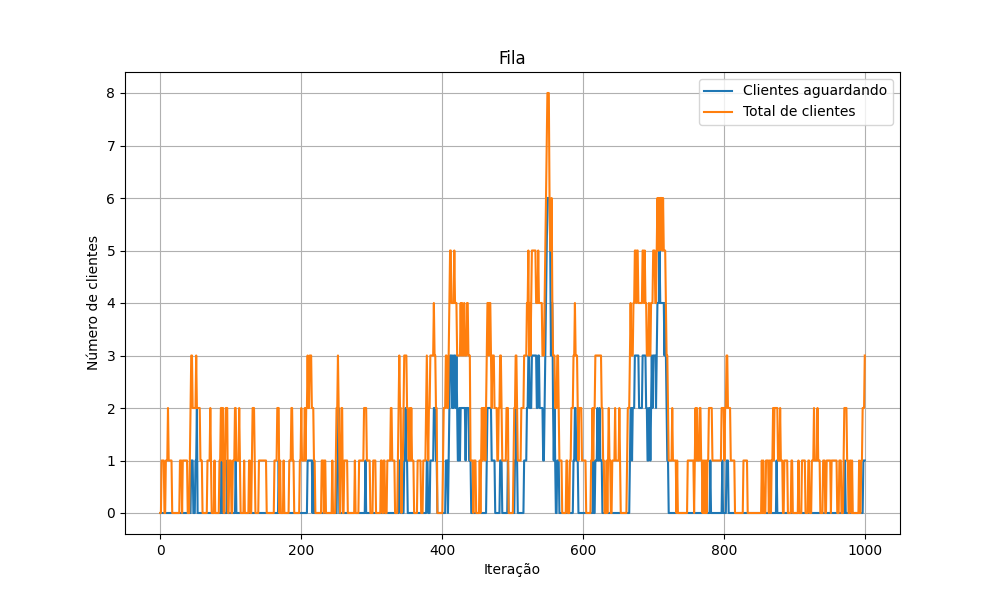 Fila
Clientes aguardando
Total de clientes
Número de clientes
8
7
6
5
4
3
2
1
0
0 200 400 600 800 1000
Iteração